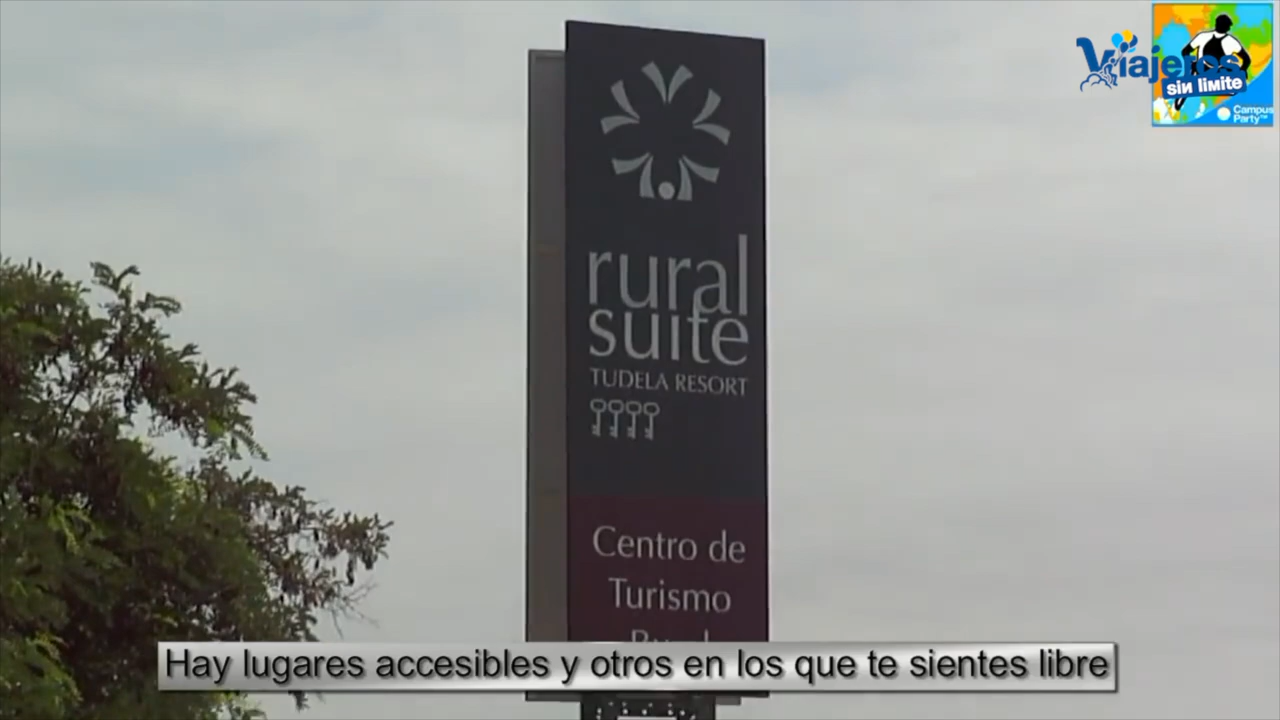 Viajeros
sin limite
Campus
Party™
rural
suite
TUDELA RESORT
Centro de
Turismo
Hay lugares accesibles y otros en los que te sientes libre